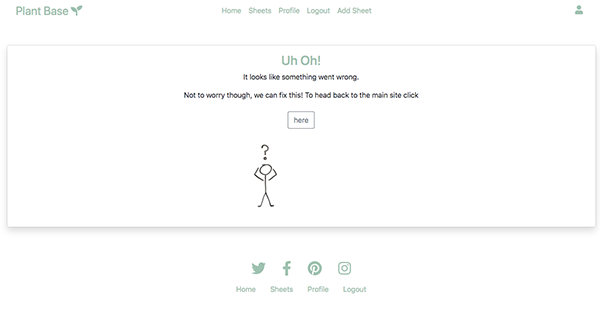 Plant Base
Home Sheets Profile Logout Add Sheet
Uh Oh!
It looks like something went wrong.
Not to worry though, we can fix this! To head back to the main site click
here
?
Home Sheets Profile Logout